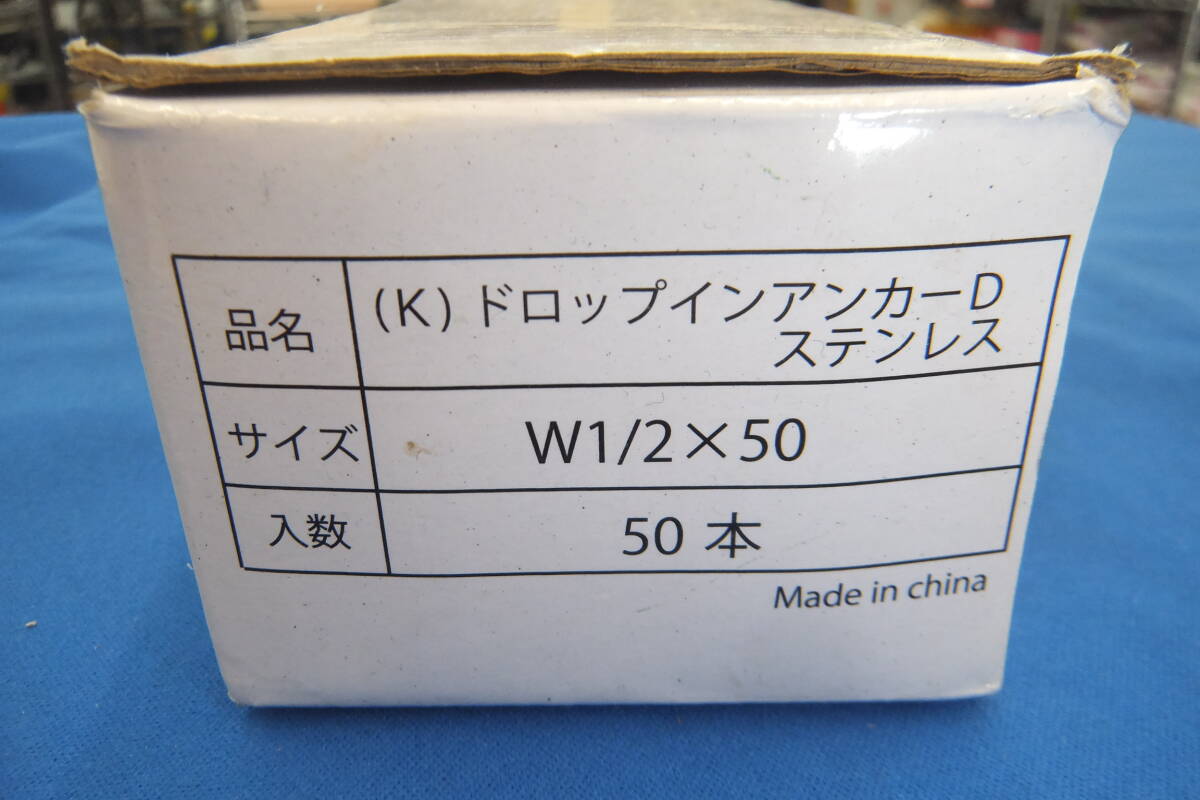 品名 (K) ドロップインアンカーD
ステンレス
サイズ W1/2×50
入数 50 本
Made in china